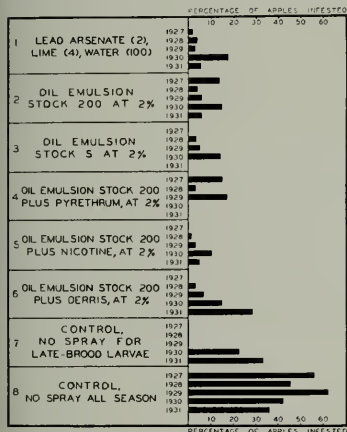 PERCENTAGE OF APPLES INFESTED
10 20 30 40 50 60
1 LEAD ARSENATE (2),
LIME (4), WATER (100)
1927
1928
1929
1930
1931
2 OIL EMULSION
STOCK 200 AT 2%
1927
1928
1929
1930
1931
3 OIL EMULSION
STOCK S AT 2%
1927
1928
1929
1930
1931
4 OIL EMULSION STOCK 200
PLUS PYRETHRUM, AT 2%
1927
1928
1929
1930
1931
5 OIL EMULSION STOCK 200
PLUS NICOTINE, AT 2%
1927
1928
1929
1930
1931
6 OIL EMULSION STOCK 200
PLUS DERRIS, AT 2%
1927
1928
1929
1930
1931
7 CONTROL,
NO SPRAY FOR
LATE-BROOD LARVAE
1927
1928
1929
1930
1931
8 CONTROL,
NO SPRAY ALL SEASON
1927
1928
1929
1930
1931
10 20 30 40 50 60
PERCENTAGE OF APPLES INFESTED